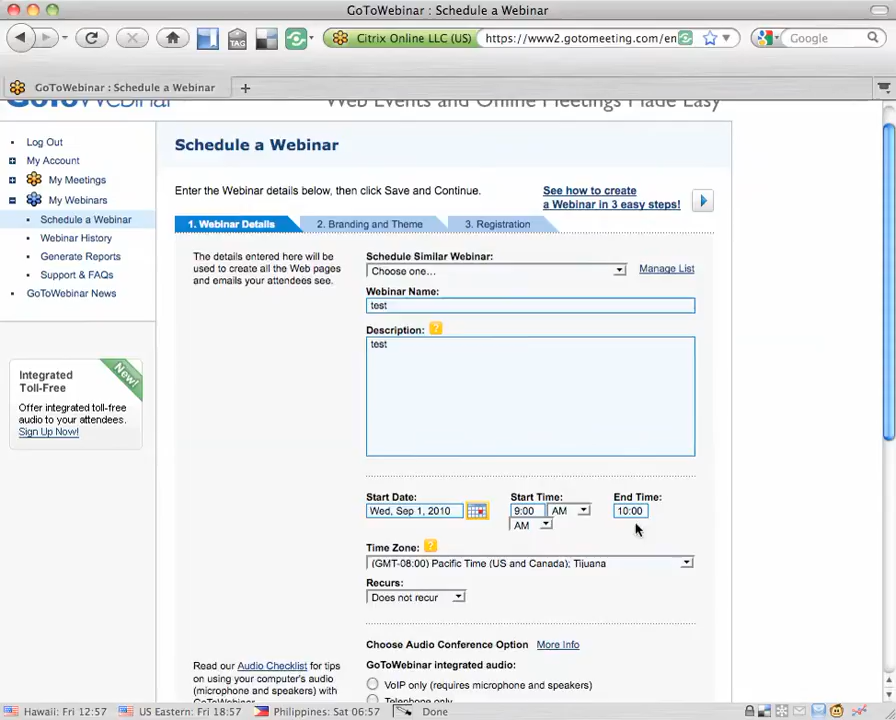 GoToWebinar : Schedule a Webinar
TAG
Citrix Online LLC (US)
https://www2.gotomeeting.com/en
Google
GoToWebinar : Schedule a Webinar
GoToWebinar
Web Events and Online Meetings Made Easy
Log Out
My Account
My Meetings
My Webinars
Schedule a Webinar
Webinar History
Generate Reports
Support & FAQs
GoToWebinar News
Integrated
Toll-Free
New!
Offer integrated toll-free
audio to your attendees.
Sign Up Now!
Schedule a Webinar
Enter the Webinar details below, then click Save and Continue.
See how to create
a Webinar in 3 easy steps!
1. Webinar Details
2. Branding and Theme
3. Registration
The details entered here will be
used to create all the Web pages
and emails your attendees see.
Schedule Similar Webinar:
Choose one...
Manage List
Webinar Name:
test
Description: ?
test
Start Date:
Start Time:
End Time:
Wed, Sep 1, 2010
9:00
AM
10:00
AM
Time Zone: ?
(GMT-08:00) Pacific Time (US and Canada); Tijuana
Recurs:
Does not recur
Choose Audio Conference Option More Info
Read our Audio Checklist for tips
on using your computer's audio
(microphone and speakers) with
GoToWebinar
GoToWebinar integrated audio:
VoIP only (requires microphone and speakers)
Telephone only
Hawaii: Fri 12:57
US Eastern: Fri 18:57
Philippines: Sat 06:57
Done